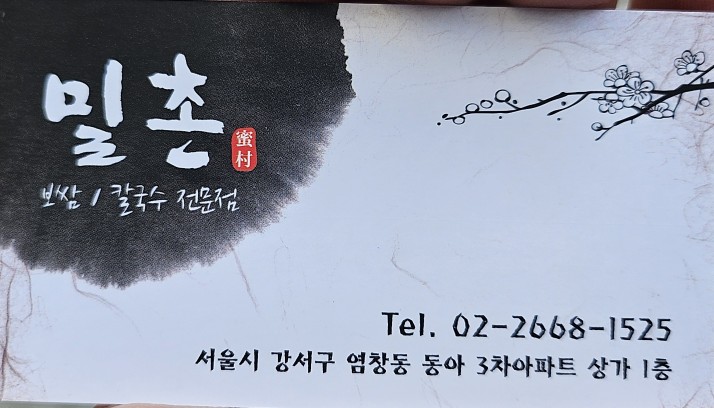 밀촌
蜜村
보쌈 / 칼국수 전문점
Tel. 02-2668-1525
서울시 강서구 염창동 동아 3차아파트 상가 1층